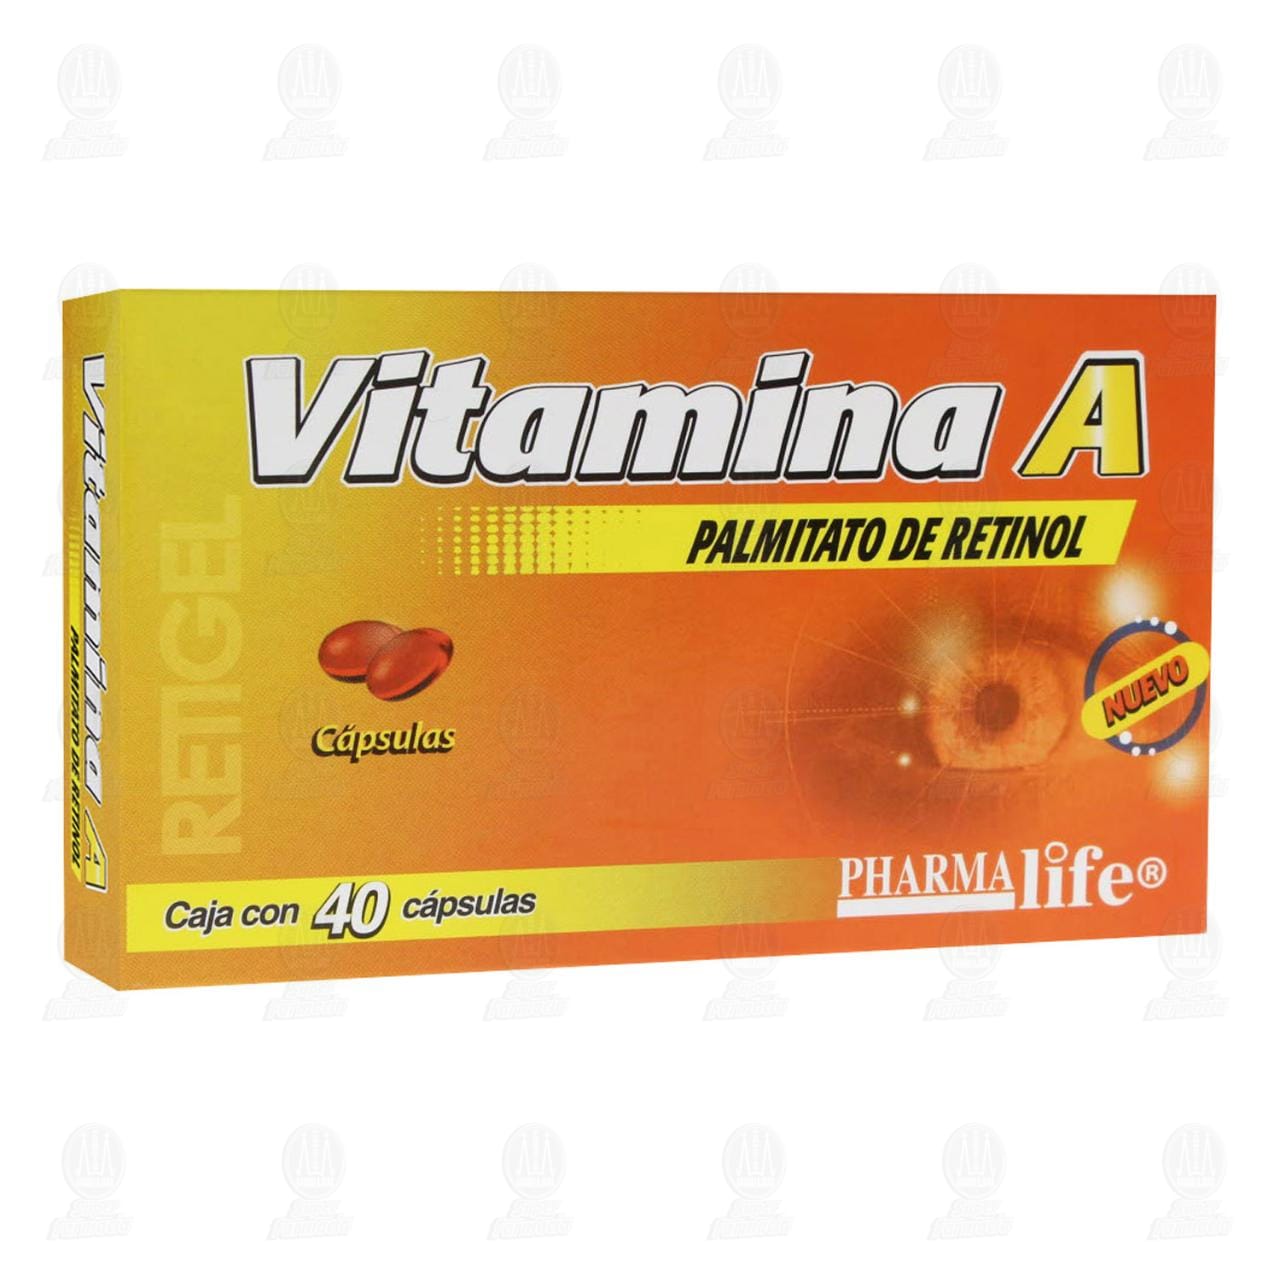 Vitamina A
PALMITATO DE RETINOL
RETIGEL
Cápsulas
NUEVO
Caja con 40 cápsulas
PHARMA life®
Vitamina A
PALMITATO DE RETINOL